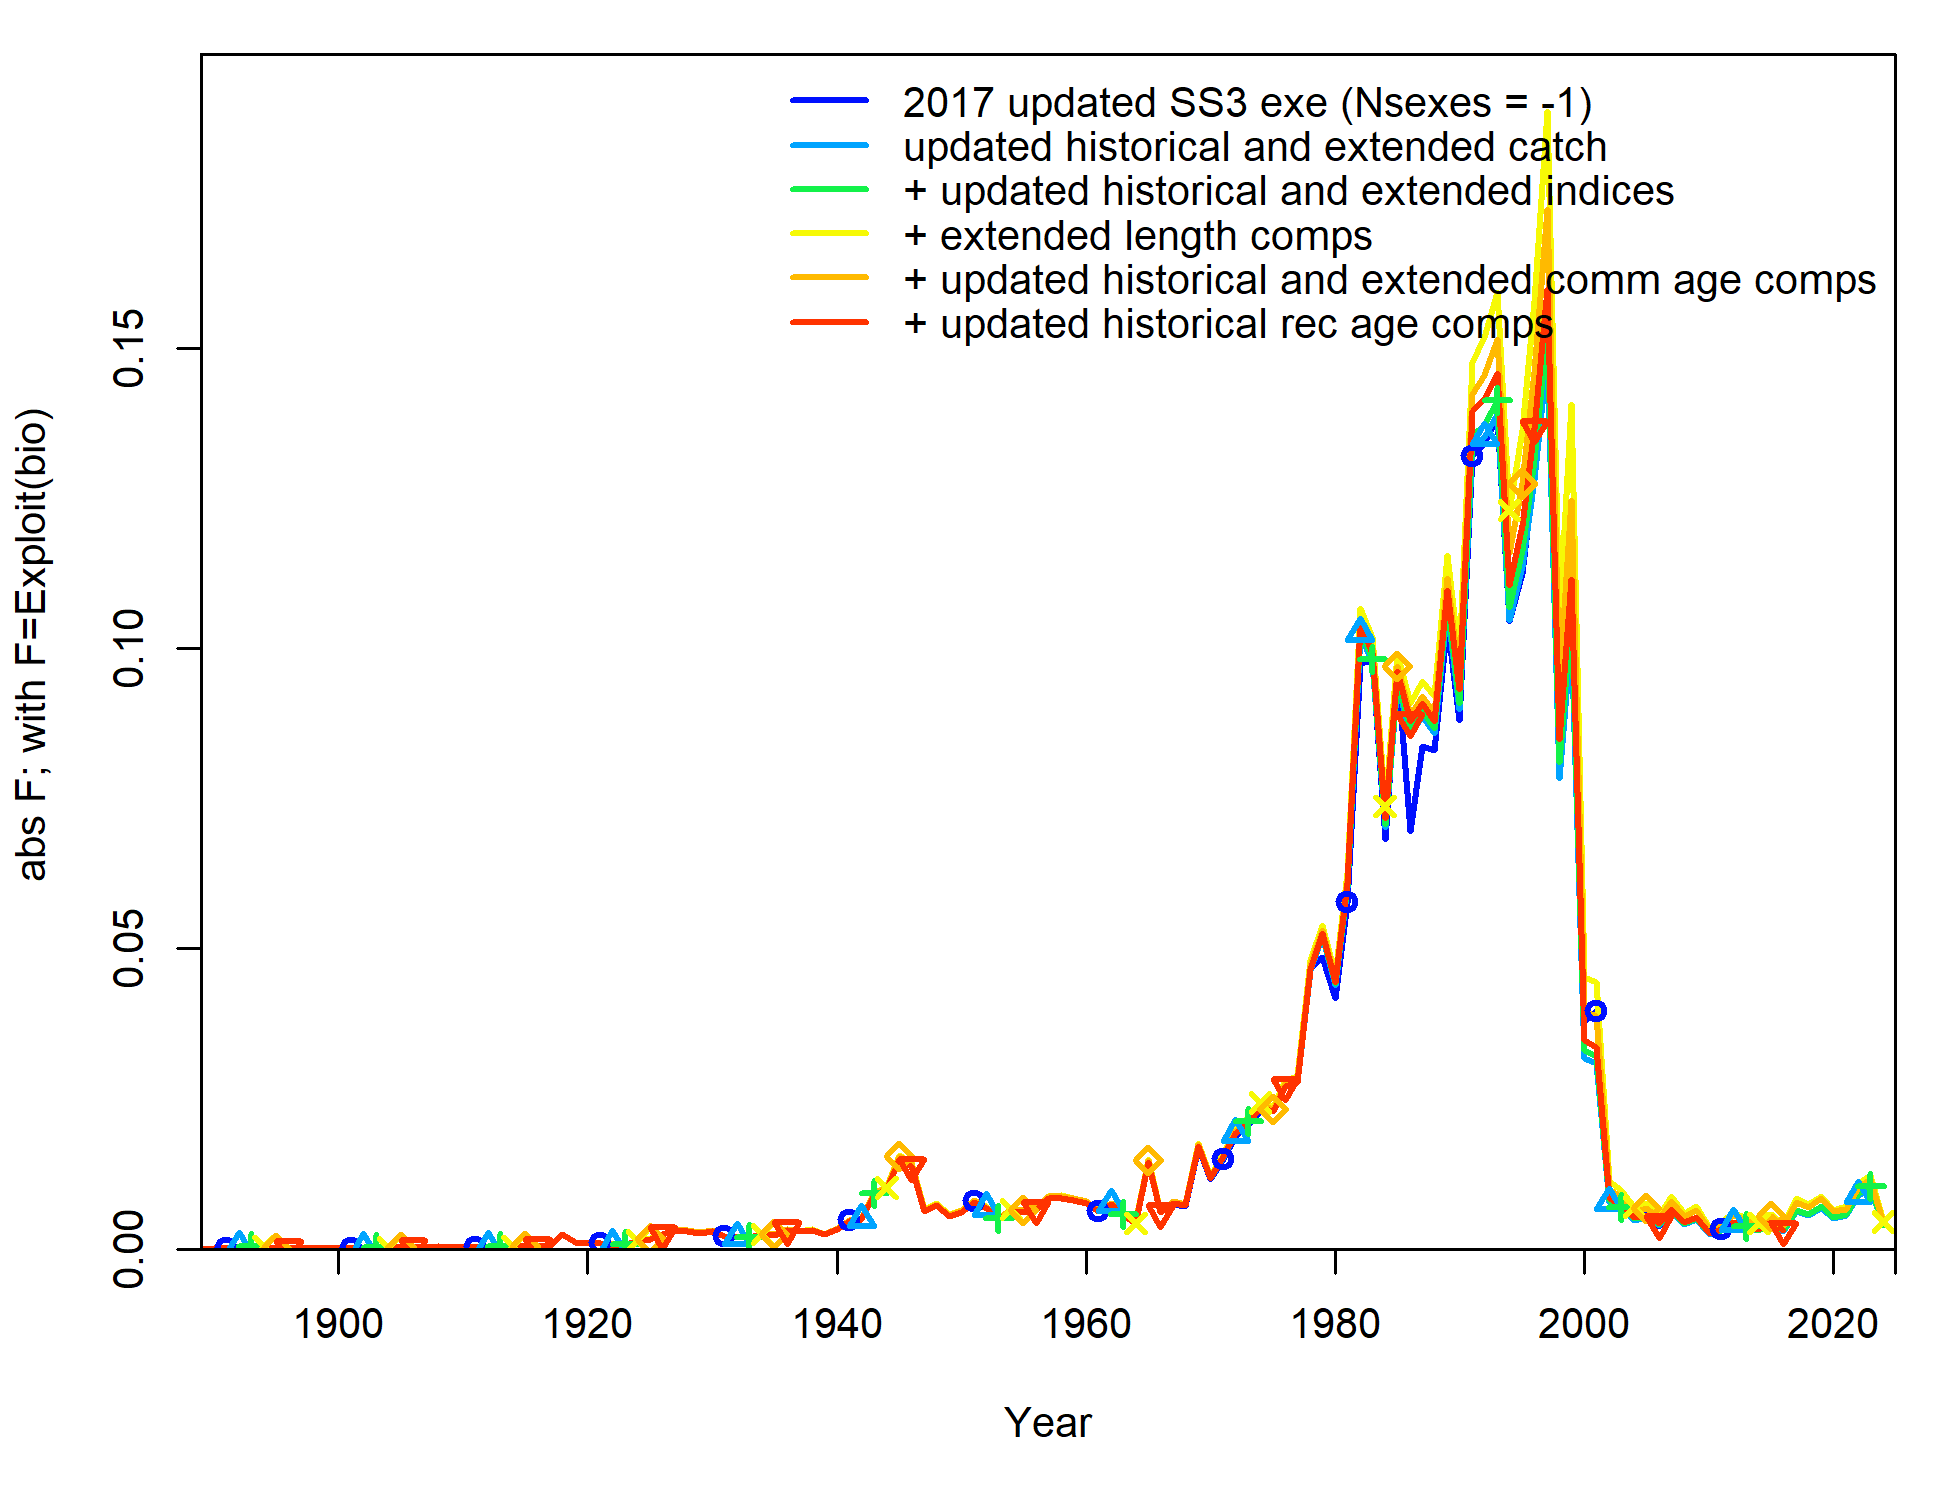 2017 updated SS3 exe (Nsexes = -1)
updated historical and extended catch
+ updated historical and extended indices
+ extended length comps
+ updated historical and extended comm age comps
+ updated historical rec age comps
abs F; with F=Exploit(bio)
0.15
0.10
0.05
0.00
1900 1920 1940 1960 1980 2000 2020
Year